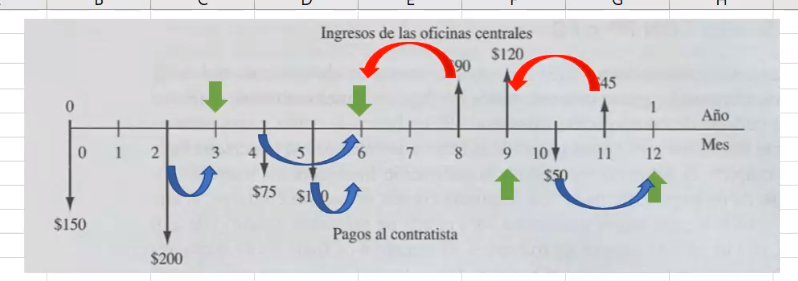 Ingresos de las oficinas centrales
$120
90
45
0 1 Año
0 1 2 3 4 5 6 7 8 9 10 11 12 Mes
$75 $50
$150
Pagos al contratista
$200